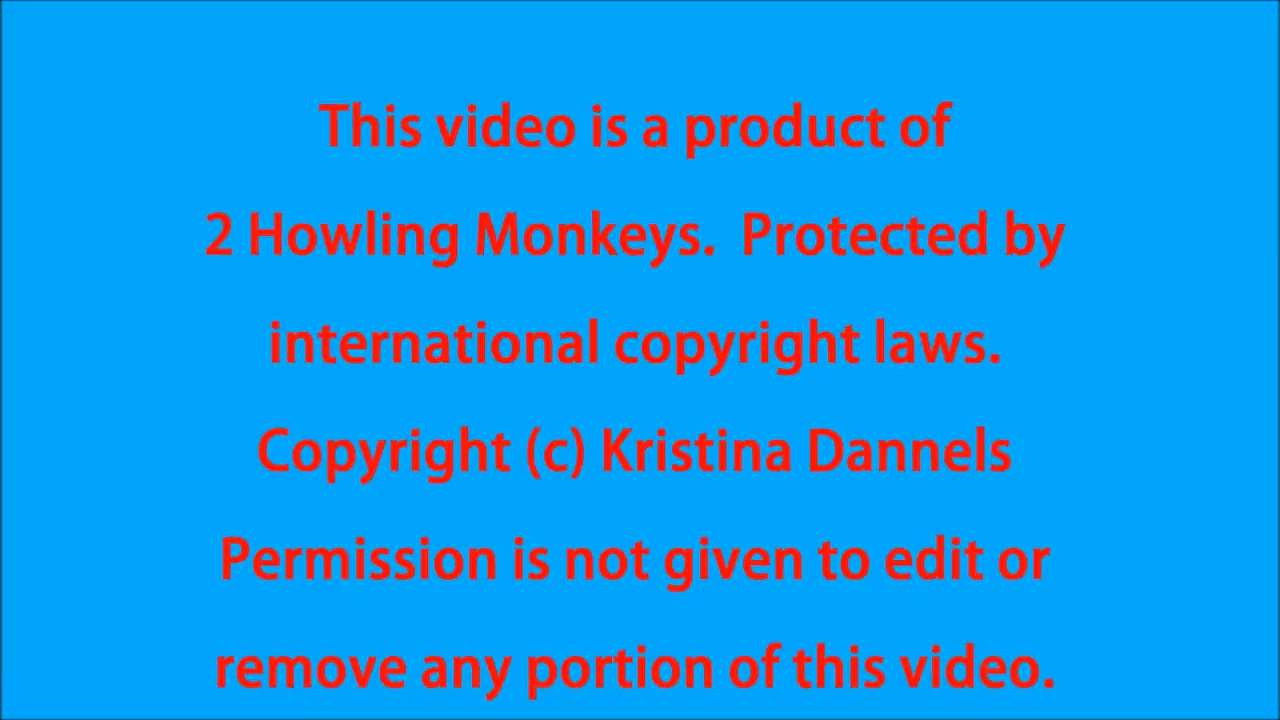 This video is a product of
2 Howling Monkeys.  Protected by
international copyright laws.
Copyright (c) Kristina Dannels
Permission is not given to edit or
remove any portion of this video.